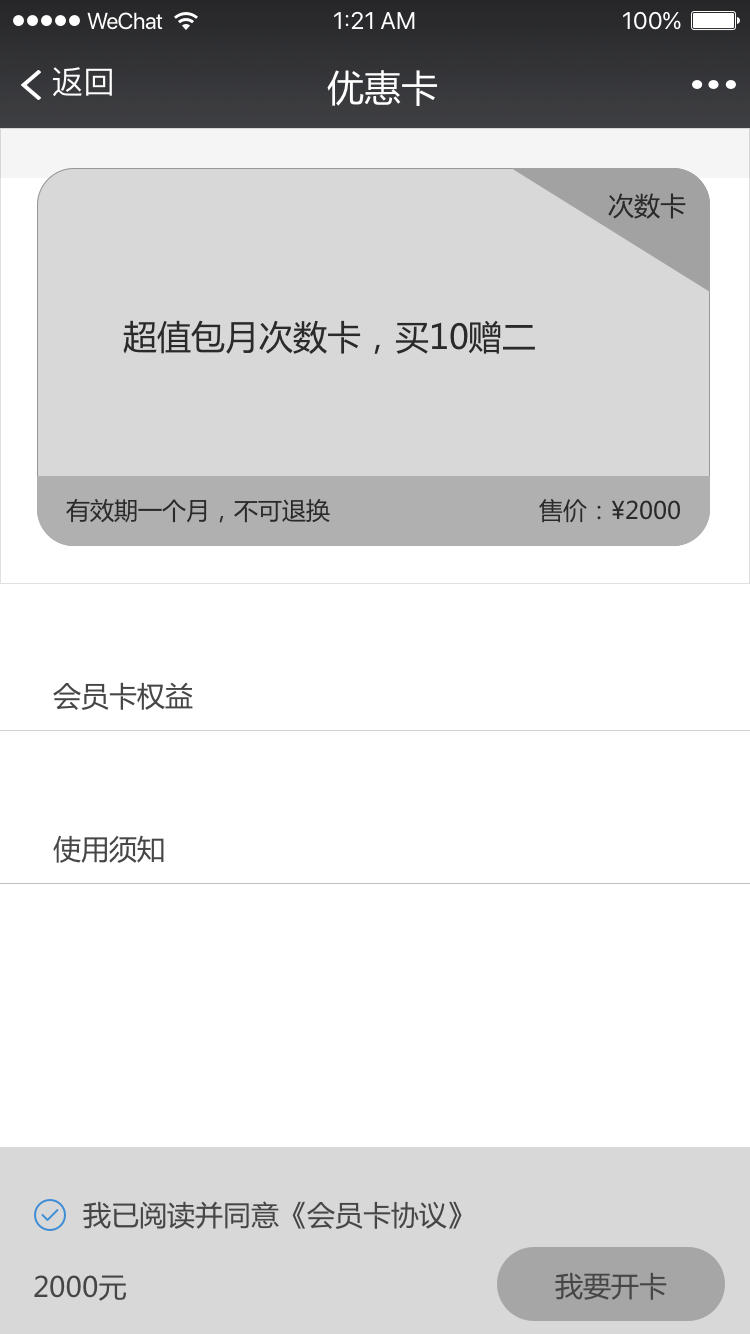 WeChat 1:21 AM 100%
返回 优惠卡
次数卡
超值包月次数卡，买10赠二
有效期一个月，不可退换 售价：¥2000
会员卡权益
使用须知
我已阅读并同意《会员卡协议》
2000元 我要开卡